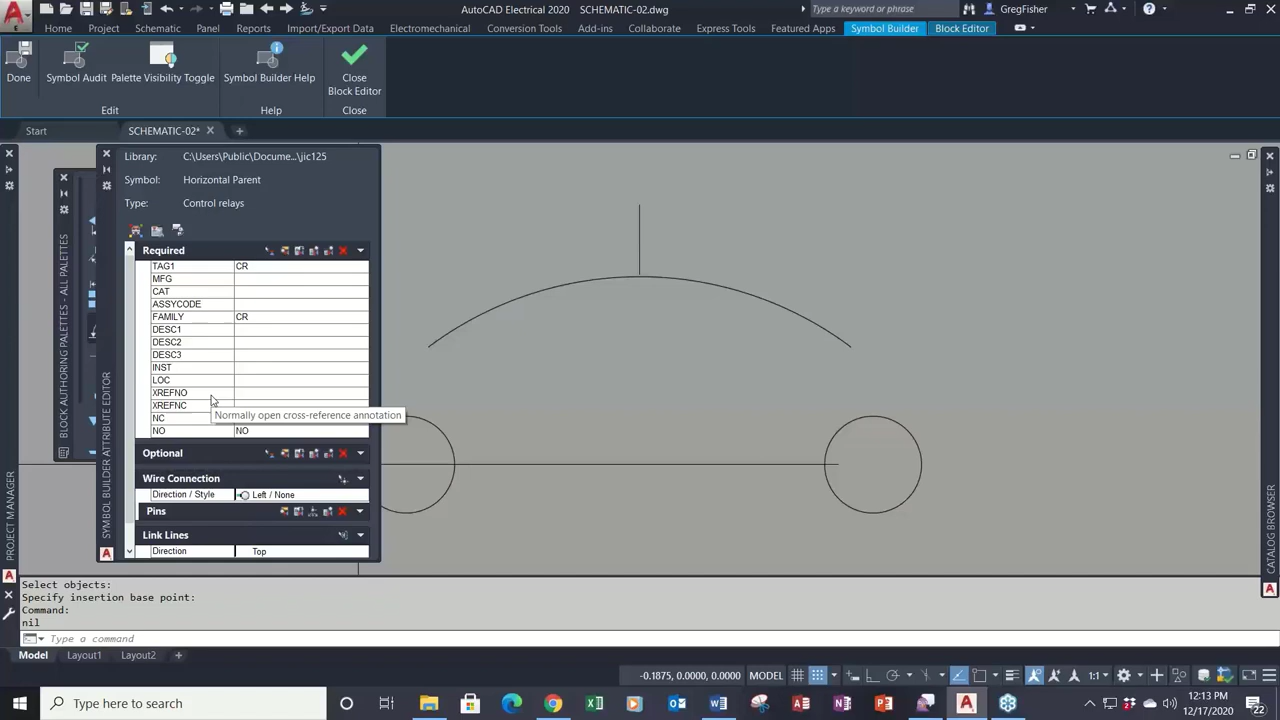 AutoCAD Electrical 2020 SCHEMATIC-02.dwg
Type a keyword or phrase
GregFisher
Home Project Schematic Panel Reports Import/Export Data Electromechanical Conversion Tools Add-ins Collaborate Express Tools Featured Apps Symbol Builder Block Editor
Done Symbol Audit Palette Visibility Toggle Symbol Builder Help Close
Block Editor
Edit Help Close
Start SCHEMATIC-02*
Library: C:\Users\Public\Docume...\jic125
Symbol: Horizontal Parent
Type: Control relays
Required
TAG1 CR
MFG
CAT
ASSYCODE
FAMILY CR
DESC1
DESC2
DESC3
INST
LOC
XREFNO
XREFNC
Normally open cross-reference annotation
NC
NO NO
Optional
Wire Connection
Direction / Style Left / None
Pins
Link Lines
Direction Top
PROJECT MANAGER
BLOCK AUTHORING PALETTES - ALL PALETTES
SYMBOL BUILDER ATTRIBUTE EDITOR
CATALOG BROWSER
Select objects:
Specify insertion base point:
Command:
nil
Type a command
Model Layout1 Layout2
-0.1875, 0.0000, 0.0000 MODEL 1:1
Type here to search
12:13 PM
12/17/2020
22